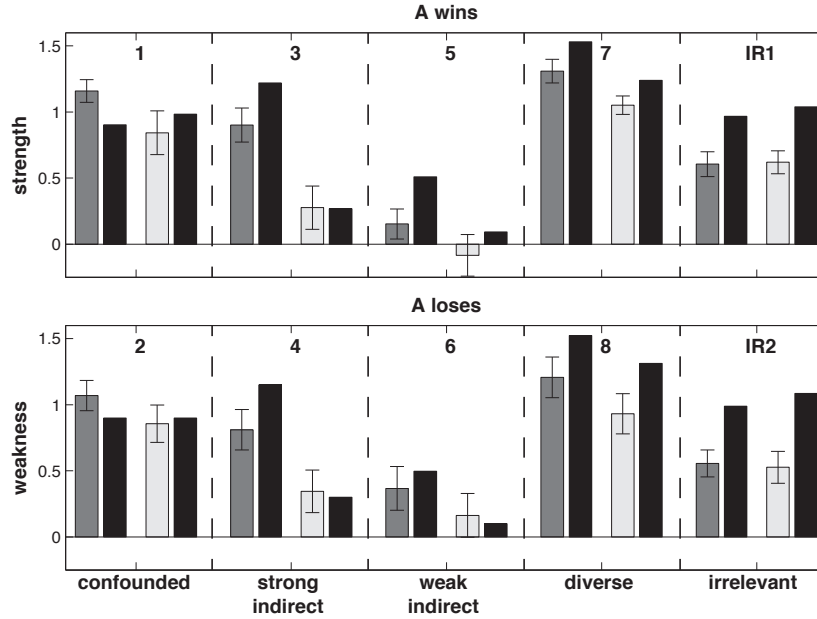 A wins
1 3 5 7 IR1
1.5
1
0.5
0
strength
A loses
2 4 6 8 IR2
1.5
1
0.5
0
weakness
confounded strong weak diverse irrelevant
indirect indirect